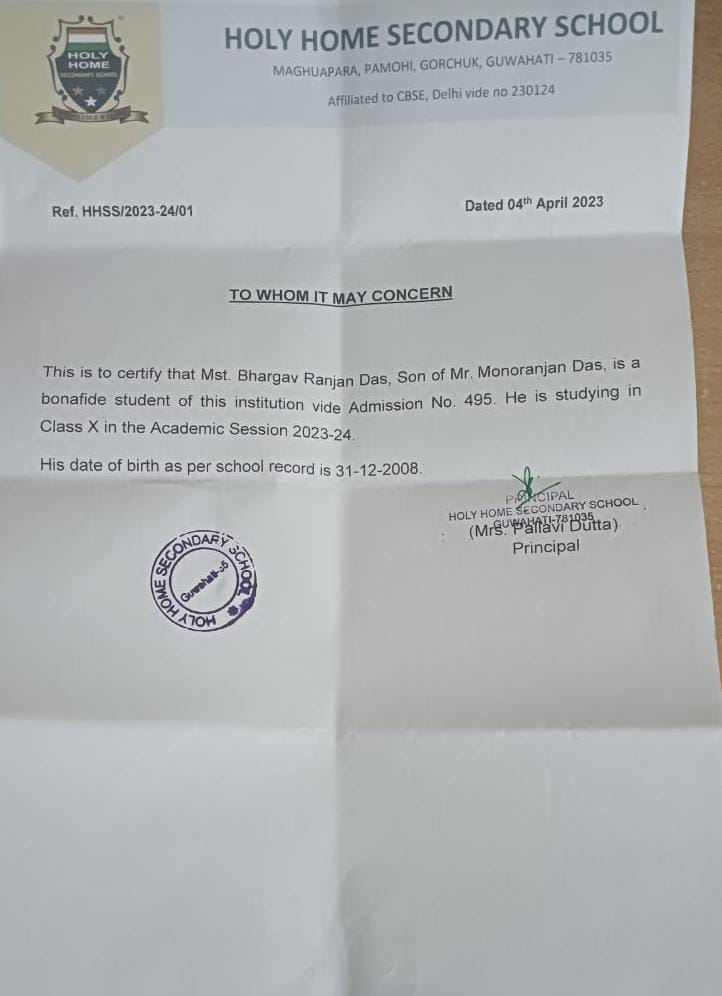 HOLY HOME SECONDARY SCHOOL
MAGHUAPARA, PAMOHI, GORCHUK, GUWAHATI – 781035
Affiliated to CBSE, Delhi vide no 230124
HOLY
HOME
SECONDARY SCHOOL
Ref. HHSS/2023-24/01
Dated 04th April 2023
TO WHOM IT MAY CONCERN
This is to certify that Mst. Bhargav Ranjan Das, Son of Mr. Monoranjan Das, is a
bonafide student of this institution vide Admission No. 495. He is studying in
Class X in the Academic Session 2023-24.
His date of birth as per school record is 31-12-2008.
PRINCIPAL
HOLY HOME SECONDARY SCHOOL
GUWAHATI-781035
(Mrs. Pallavi Dutta)
Principal
HOLY HOME SECONDARY SCHOOL
Guwahati-35